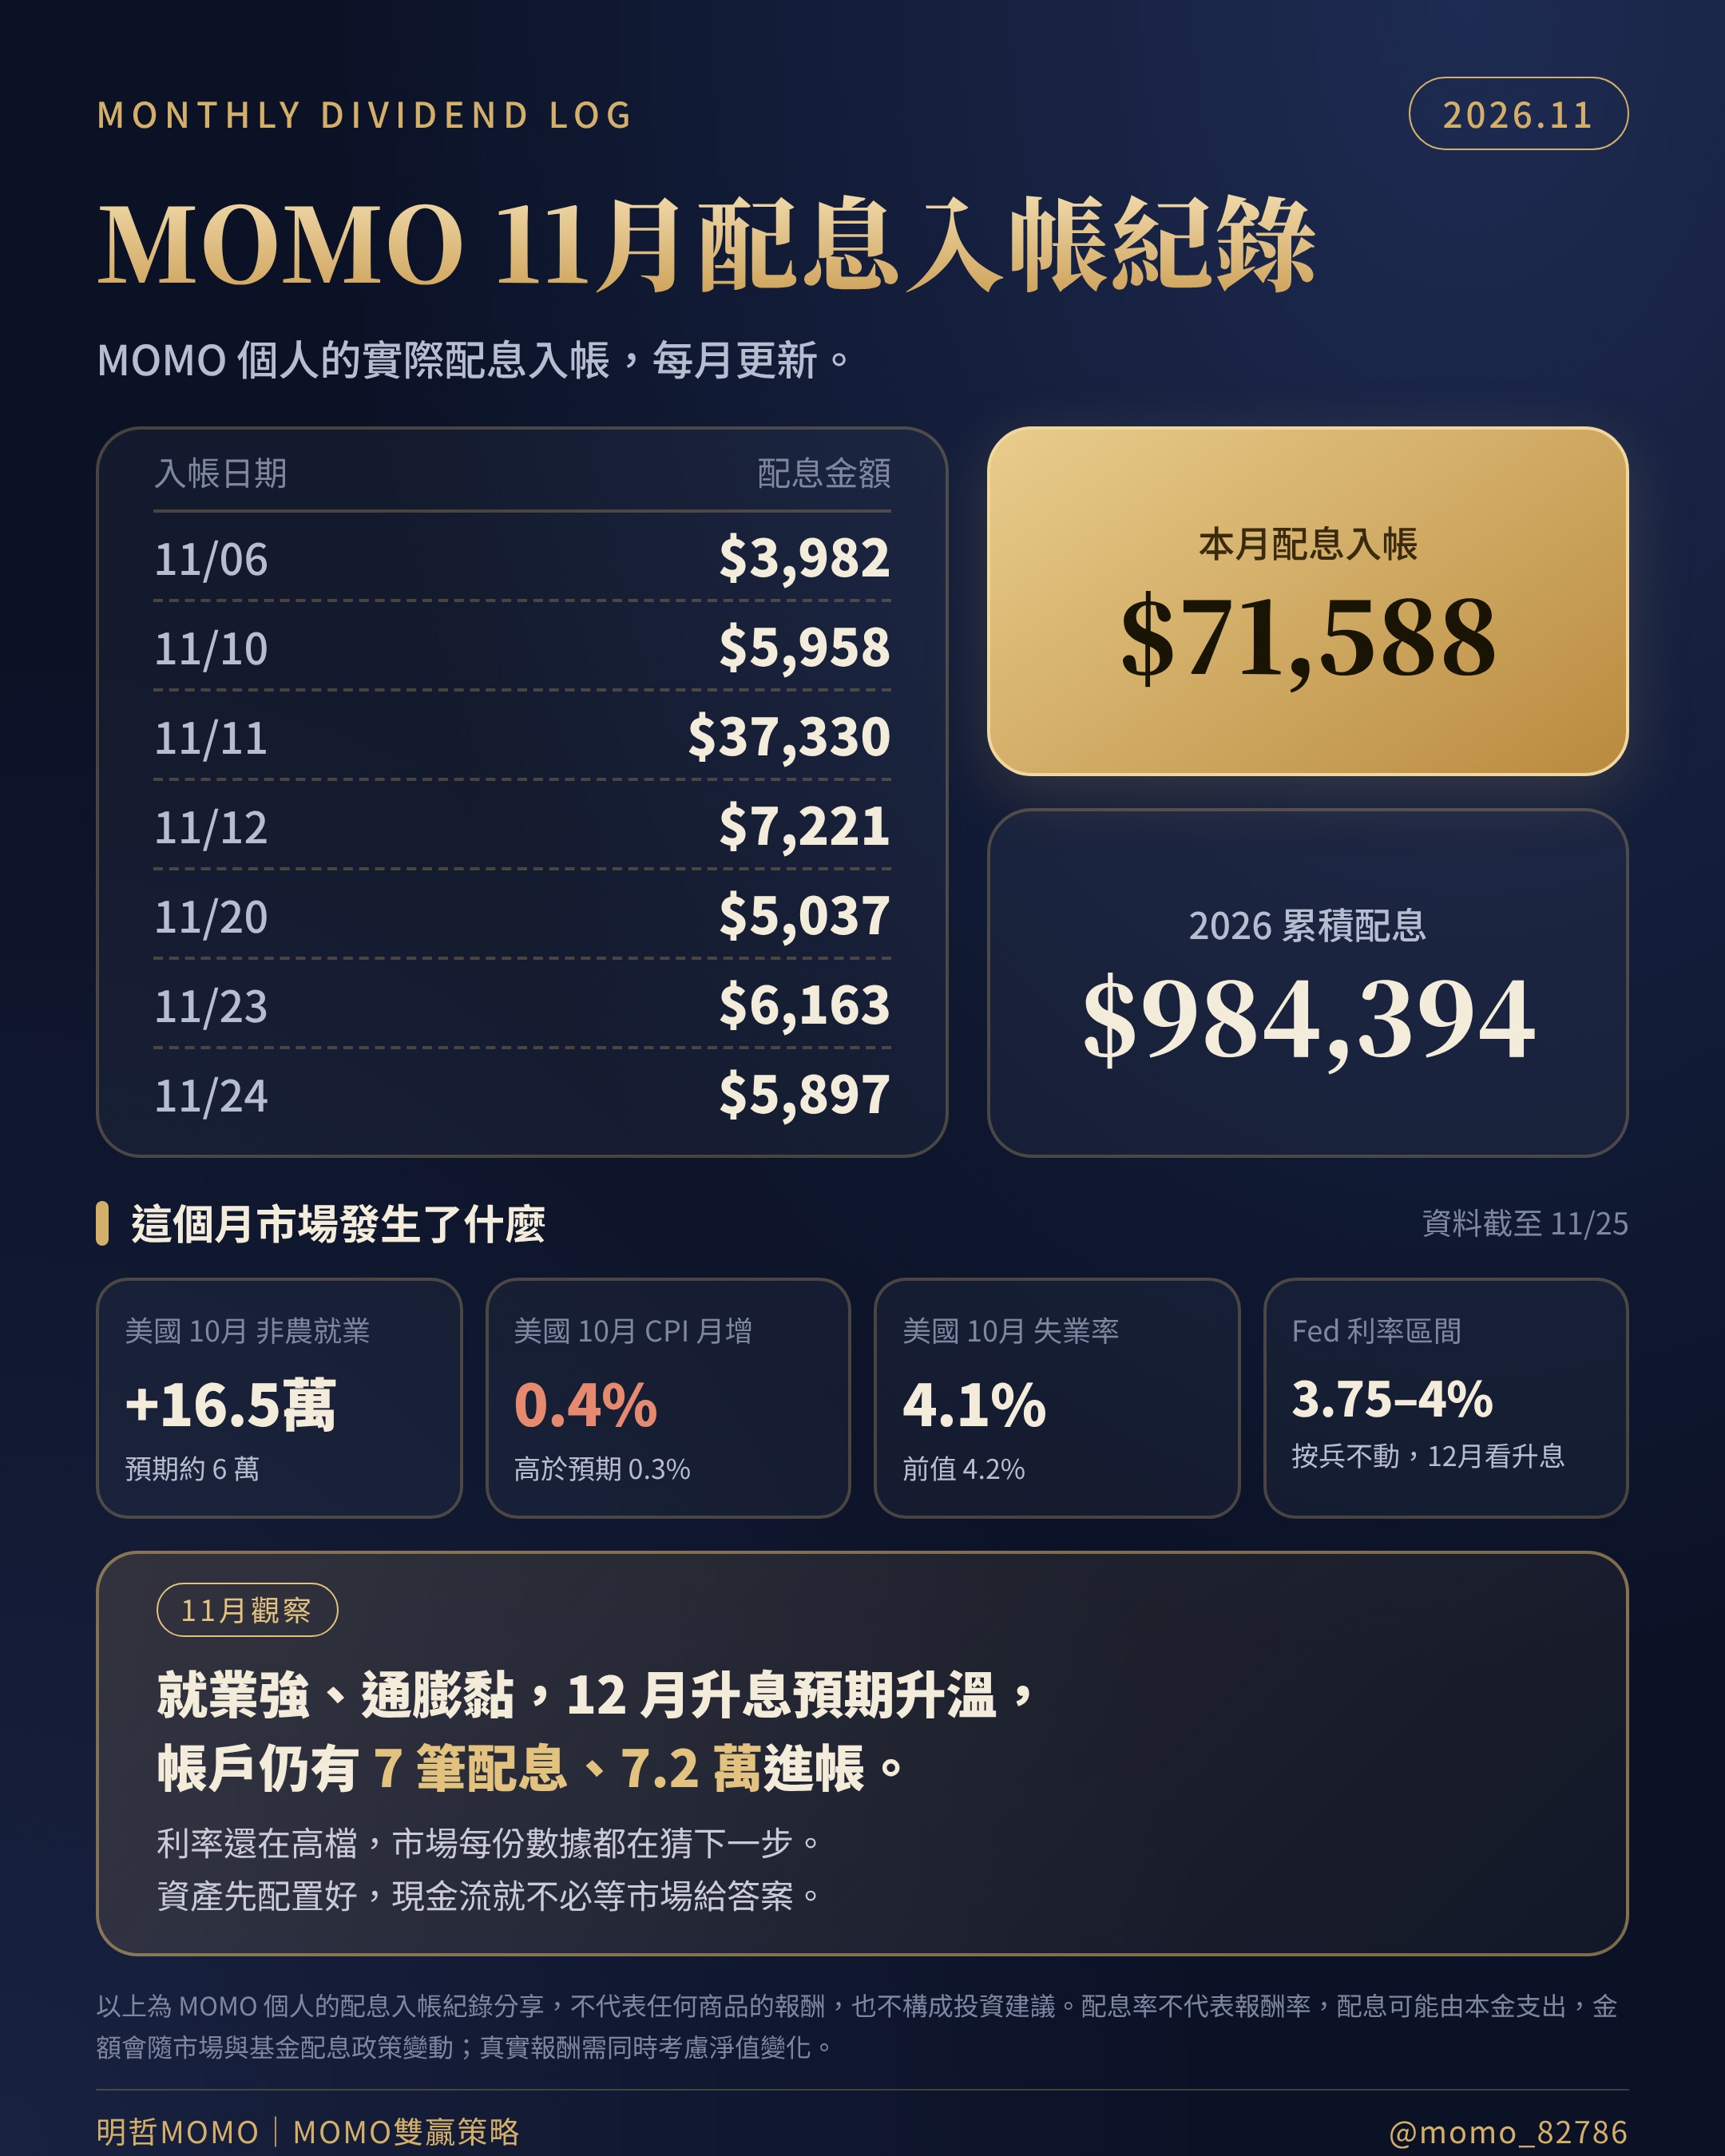 MONTHLY DIVIDEND LOG
2026.11
MOMO 11月配息入帳紀錄
MOMO 個人的實際配息入帳，每月更新。
入帳日期 配息金額
11/06 $3,982
11/10 $5,958
11/11 $37,330
11/12 $7,221
11/20 $5,037
11/23 $6,163
11/24 $5,897
本月配息入帳
$71,588
2026 累積配息
$984,394
這個月市場發生了什麼
資料截至 11/25
美國 10月 非農就業
+16.5萬
預期約 6 萬
美國 10月 CPI 月增
0.4%
高於預期 0.3%
美國 10月 失業率
4.1%
前值 4.2%
Fed 利率區間
3.75–4%
按兵不動，12月看升息
11月觀察
就業強、通膨黏，12 月升息預期升溫，
帳戶仍有 7 筆配息、7.2 萬進帳。
利率還在高檔，市場每份數據都在猜下一步。
資產先配置好，現金流就不必等市場給答案。
以上為 MOMO 個人的配息入帳紀錄分享，不代表任何商品的報酬，也不構成投資建議。配息率不代表報酬率，配息可能由本金支出，金
額會隨市場與基金配息政策變動；真實報酬需同時考慮淨值變化。
明哲MOMO｜MOMO雙贏策略
@momo_82786